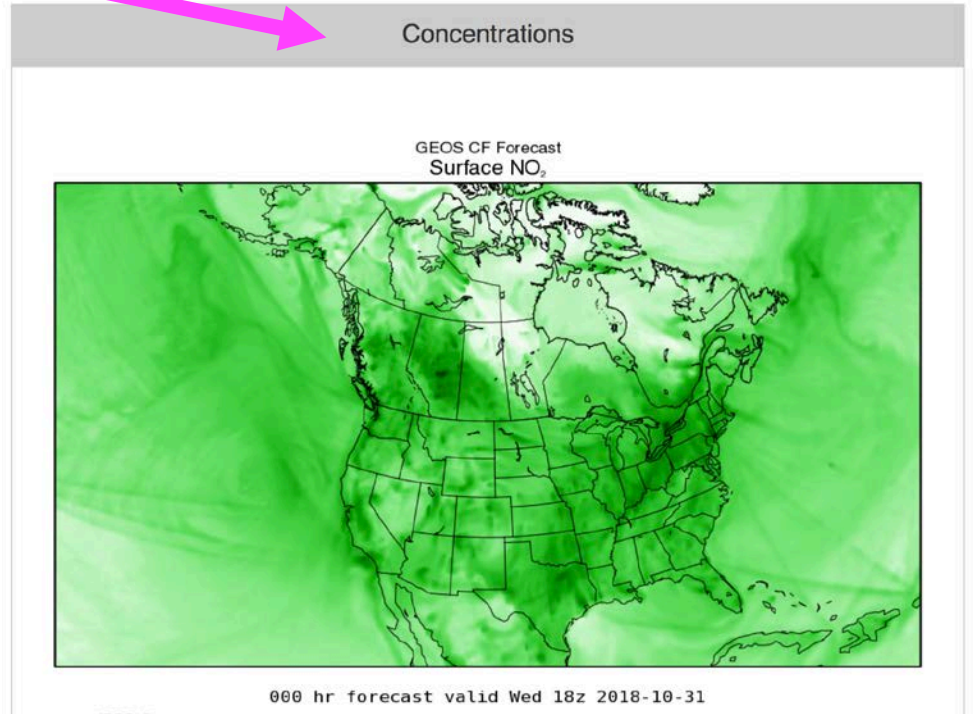 Concentrations
GEOS CF Forecast
Surface NO₂
000 hr forecast valid Wed 18z 2018-10-31